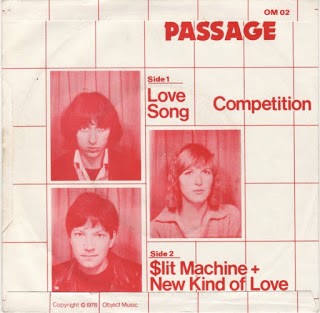 OM 02
PASSAGE
Side 1
Love
Song
Competition
Side 2
$lit Machine +
New Kind of Love
Copyright © 1978 Object Music